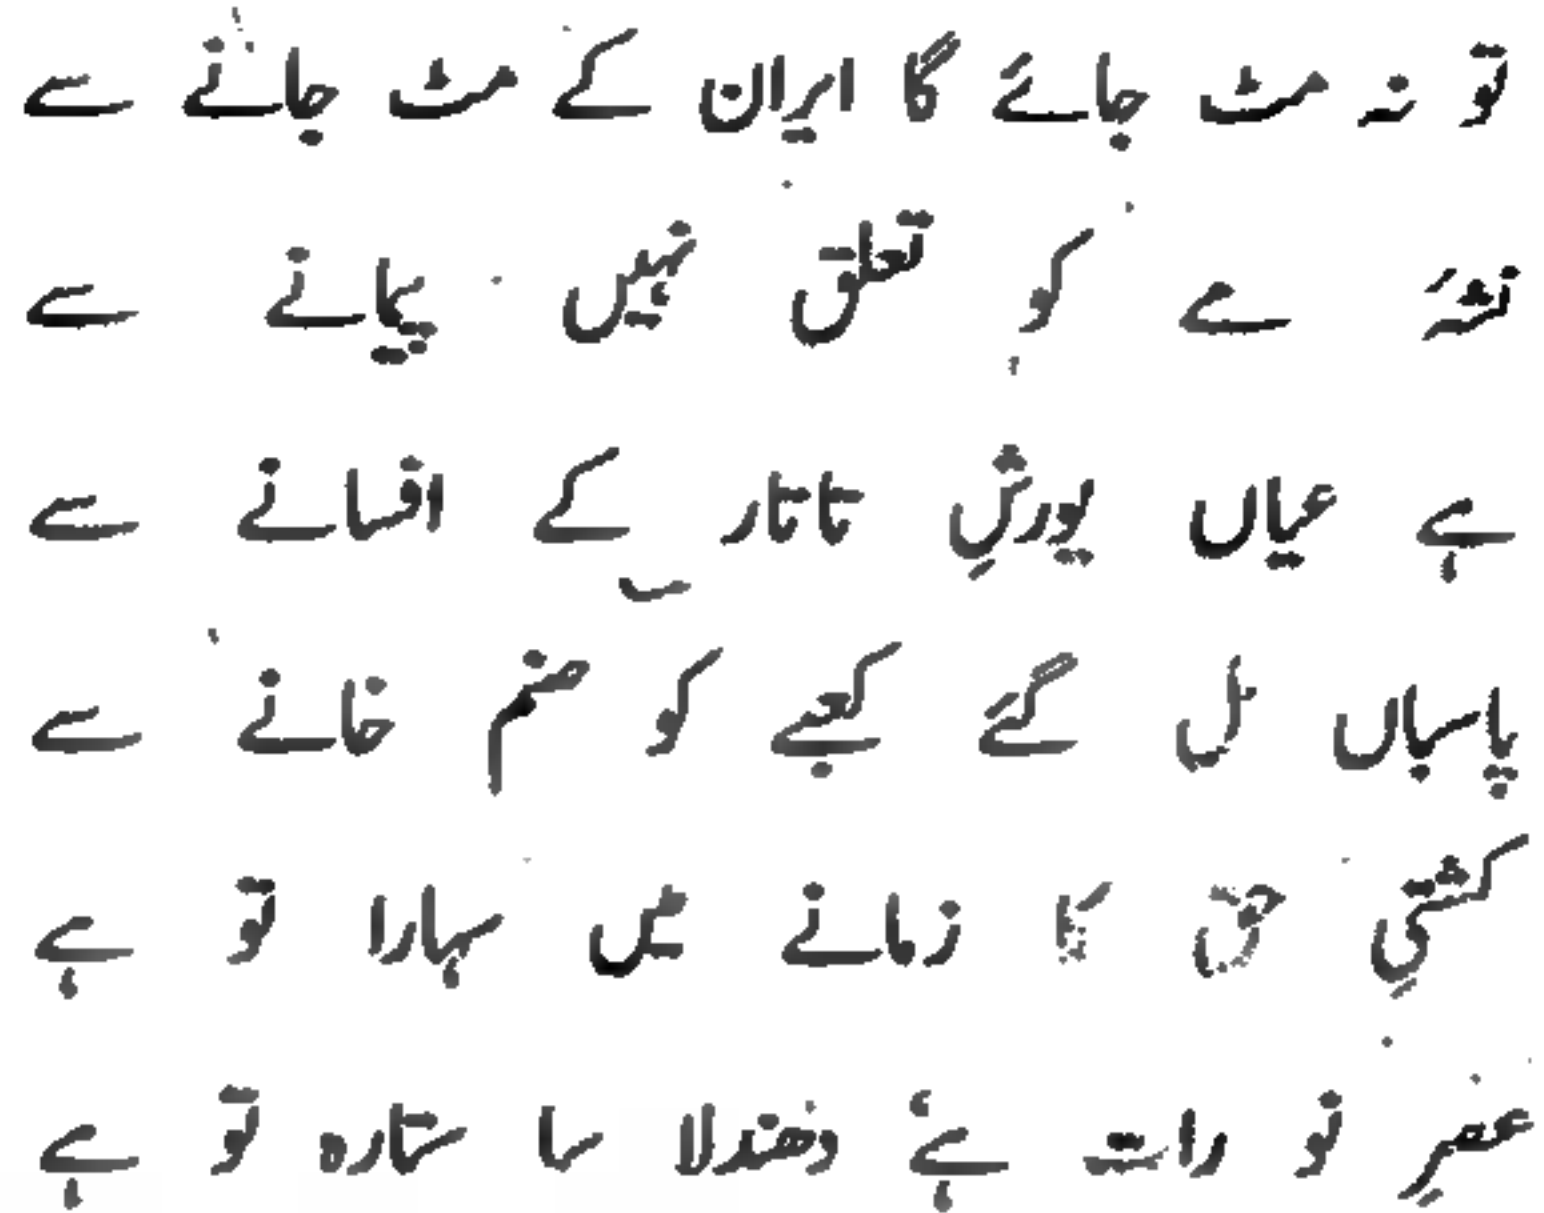 تو نہ مٹ جائے گا ایران کے مٹ جانے سے
نشۂ مے کو تعلق نہیں پیمانے سے
ہے عیاں یورشِ تاتار کے افسانے سے
پاسباں مل گئے کعبے کو صنم خانے سے
کشتیِ حق کا زمانے میں سہارا تو ہے
عصرِ نو رات ہے، دھندلا سا ستارہ تو ہے